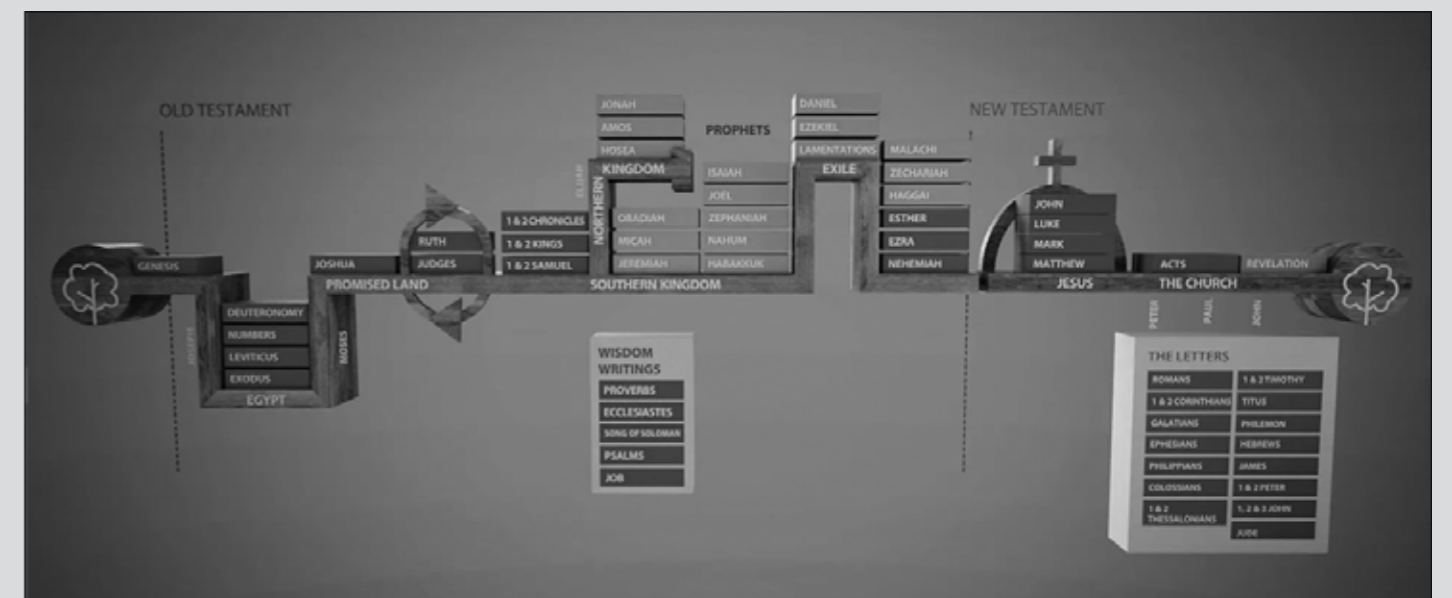 OLD TESTAMENT
NEW TESTAMENT
JONAH
AMOS
HOSEA
PROPHETS
DANIEL
EZEKIEL
LAMENTATIONS
MALACHI
ZECHARIAH
HAGGAI
ESTHER
EZRA
NEHEMIAH
ELIJAH
NORTHERN
KINGDOM
EXILE
ISAIAH
JOEL
OBADIAH
ZEPHANIAH
MICAH
NAHUM
JEREMIAH
HABAKKUK
1 & 2 CHRONICLES
1 & 2 KINGS
1 & 2 SAMUEL
RUTH
JUDGES
JOSHUA
GENESIS
PROMISED LAND
SOUTHERN KINGDOM
JOSEPH
DEUTERONOMY
NUMBERS
LEVITICUS
EXODUS
MOSES
EGYPT
JOHN
LUKE
MARK
MATTHEW
JESUS
ACTS
REVELATION
THE CHURCH
PETER
PAUL
JOHN
WISDOM
WRITINGS
PROVERBS
ECCLESIASTES
SONG OF SOLOMAN
PSALMS
JOB
THE LETTERS
ROMANS
1 & 2 CORINTHIANS
GALATIANS
EPHESIANS
PHILIPPIANS
COLOSSIANS
1 & 2
THESSALONIANS
1 & 2 TIMOTHY
TITUS
PHILEMON
HEBREWS
JAMES
1 & 2 PETER
1, 2 & 3 JOHN
JUDE